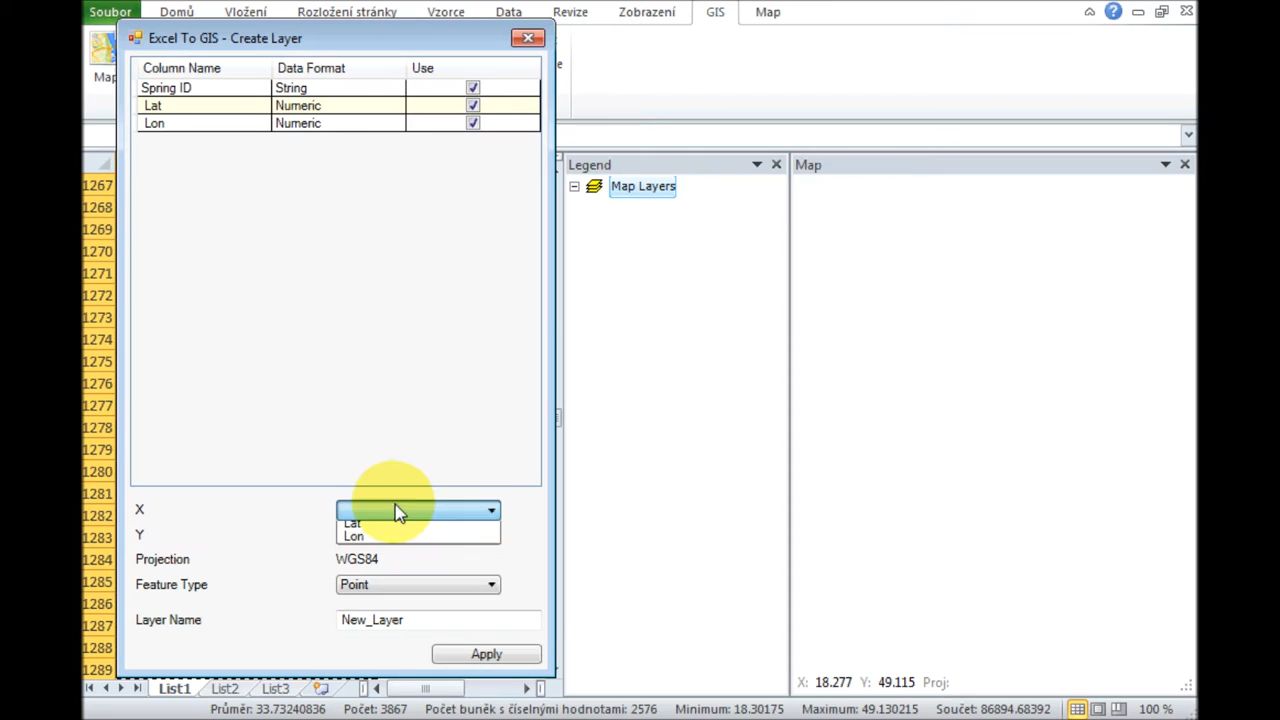 Soubor Domů Vložení Rozložení stránky Vzorce Data Revize Zobrazení GIS Map
Excel To GIS - Create Layer
Map
Column Name Data Format Use
Spring ID String
Lat Numeric
Lon Numeric
Legend Map
Map Layers
1267
1268
1269
1270
1271
1272
1273
1274
1275
1276
1277
1278
1279
1280
1281
1282
1283
1284
1285
1286
1287
1288
1289
X
Lat
Y Lon
Projection WGS84
Feature Type Point
Layer Name New_Layer
Apply
X: 18.277 Y: 49.115 Proj:
List1 List2 List3
Průměr: 33.73240836 Počet: 3867 Počet buněk s číselnými hodnotami: 2576 Minimum: 18.30175 Maximum: 49.130215 Součet: 86894.68392 100 %